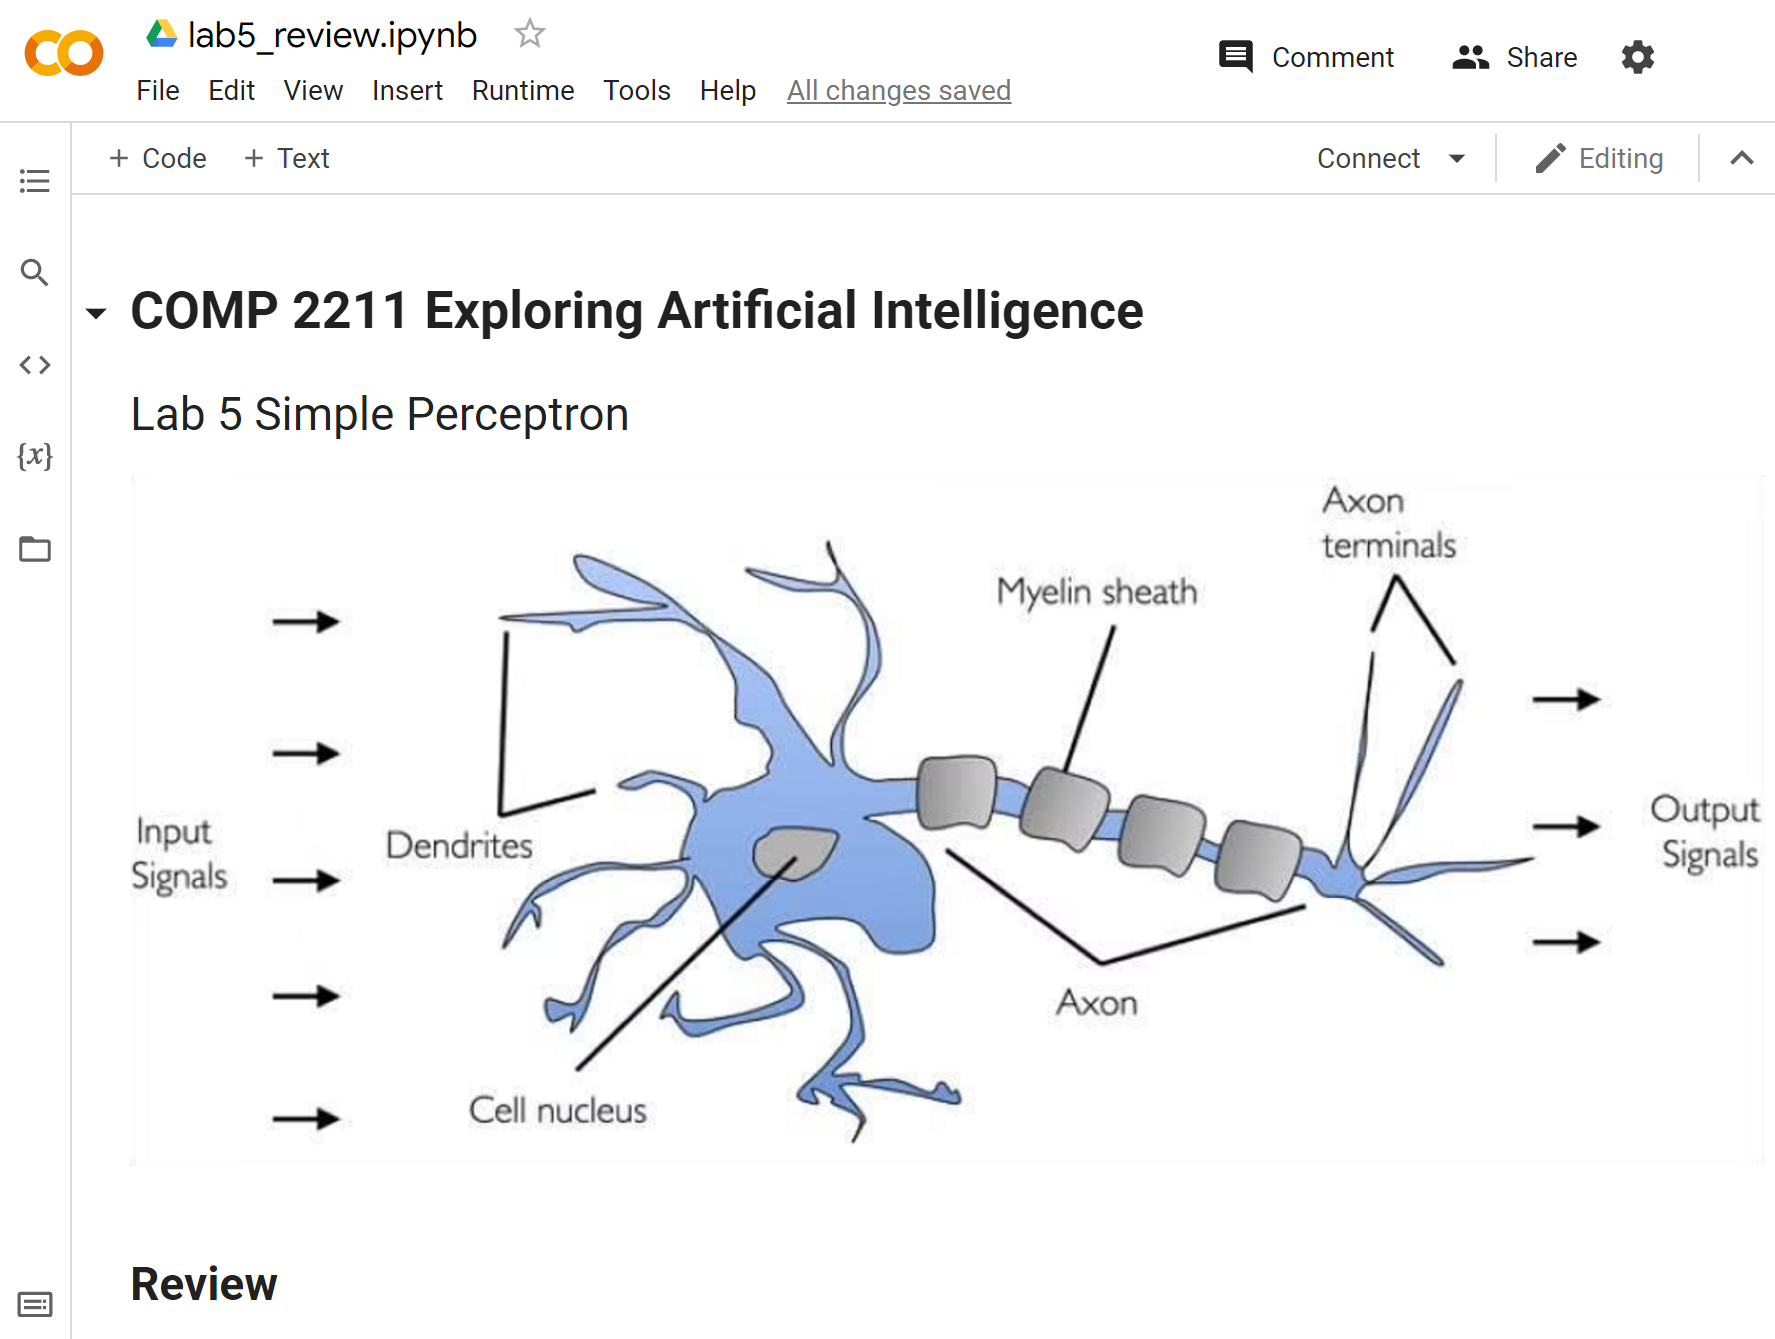 lab5_review.ipynb
Comment
Share
File Edit View Insert Runtime Tools Help All changes saved
+ Code + Text
Connect
Editing
{x}
COMP 2211 Exploring Artificial Intelligence
Lab 5 Simple Perceptron
Axon
terminals
Myelin sheath
Input
Signals
Dendrites
Output
Signals
Axon
Cell nucleus
Review